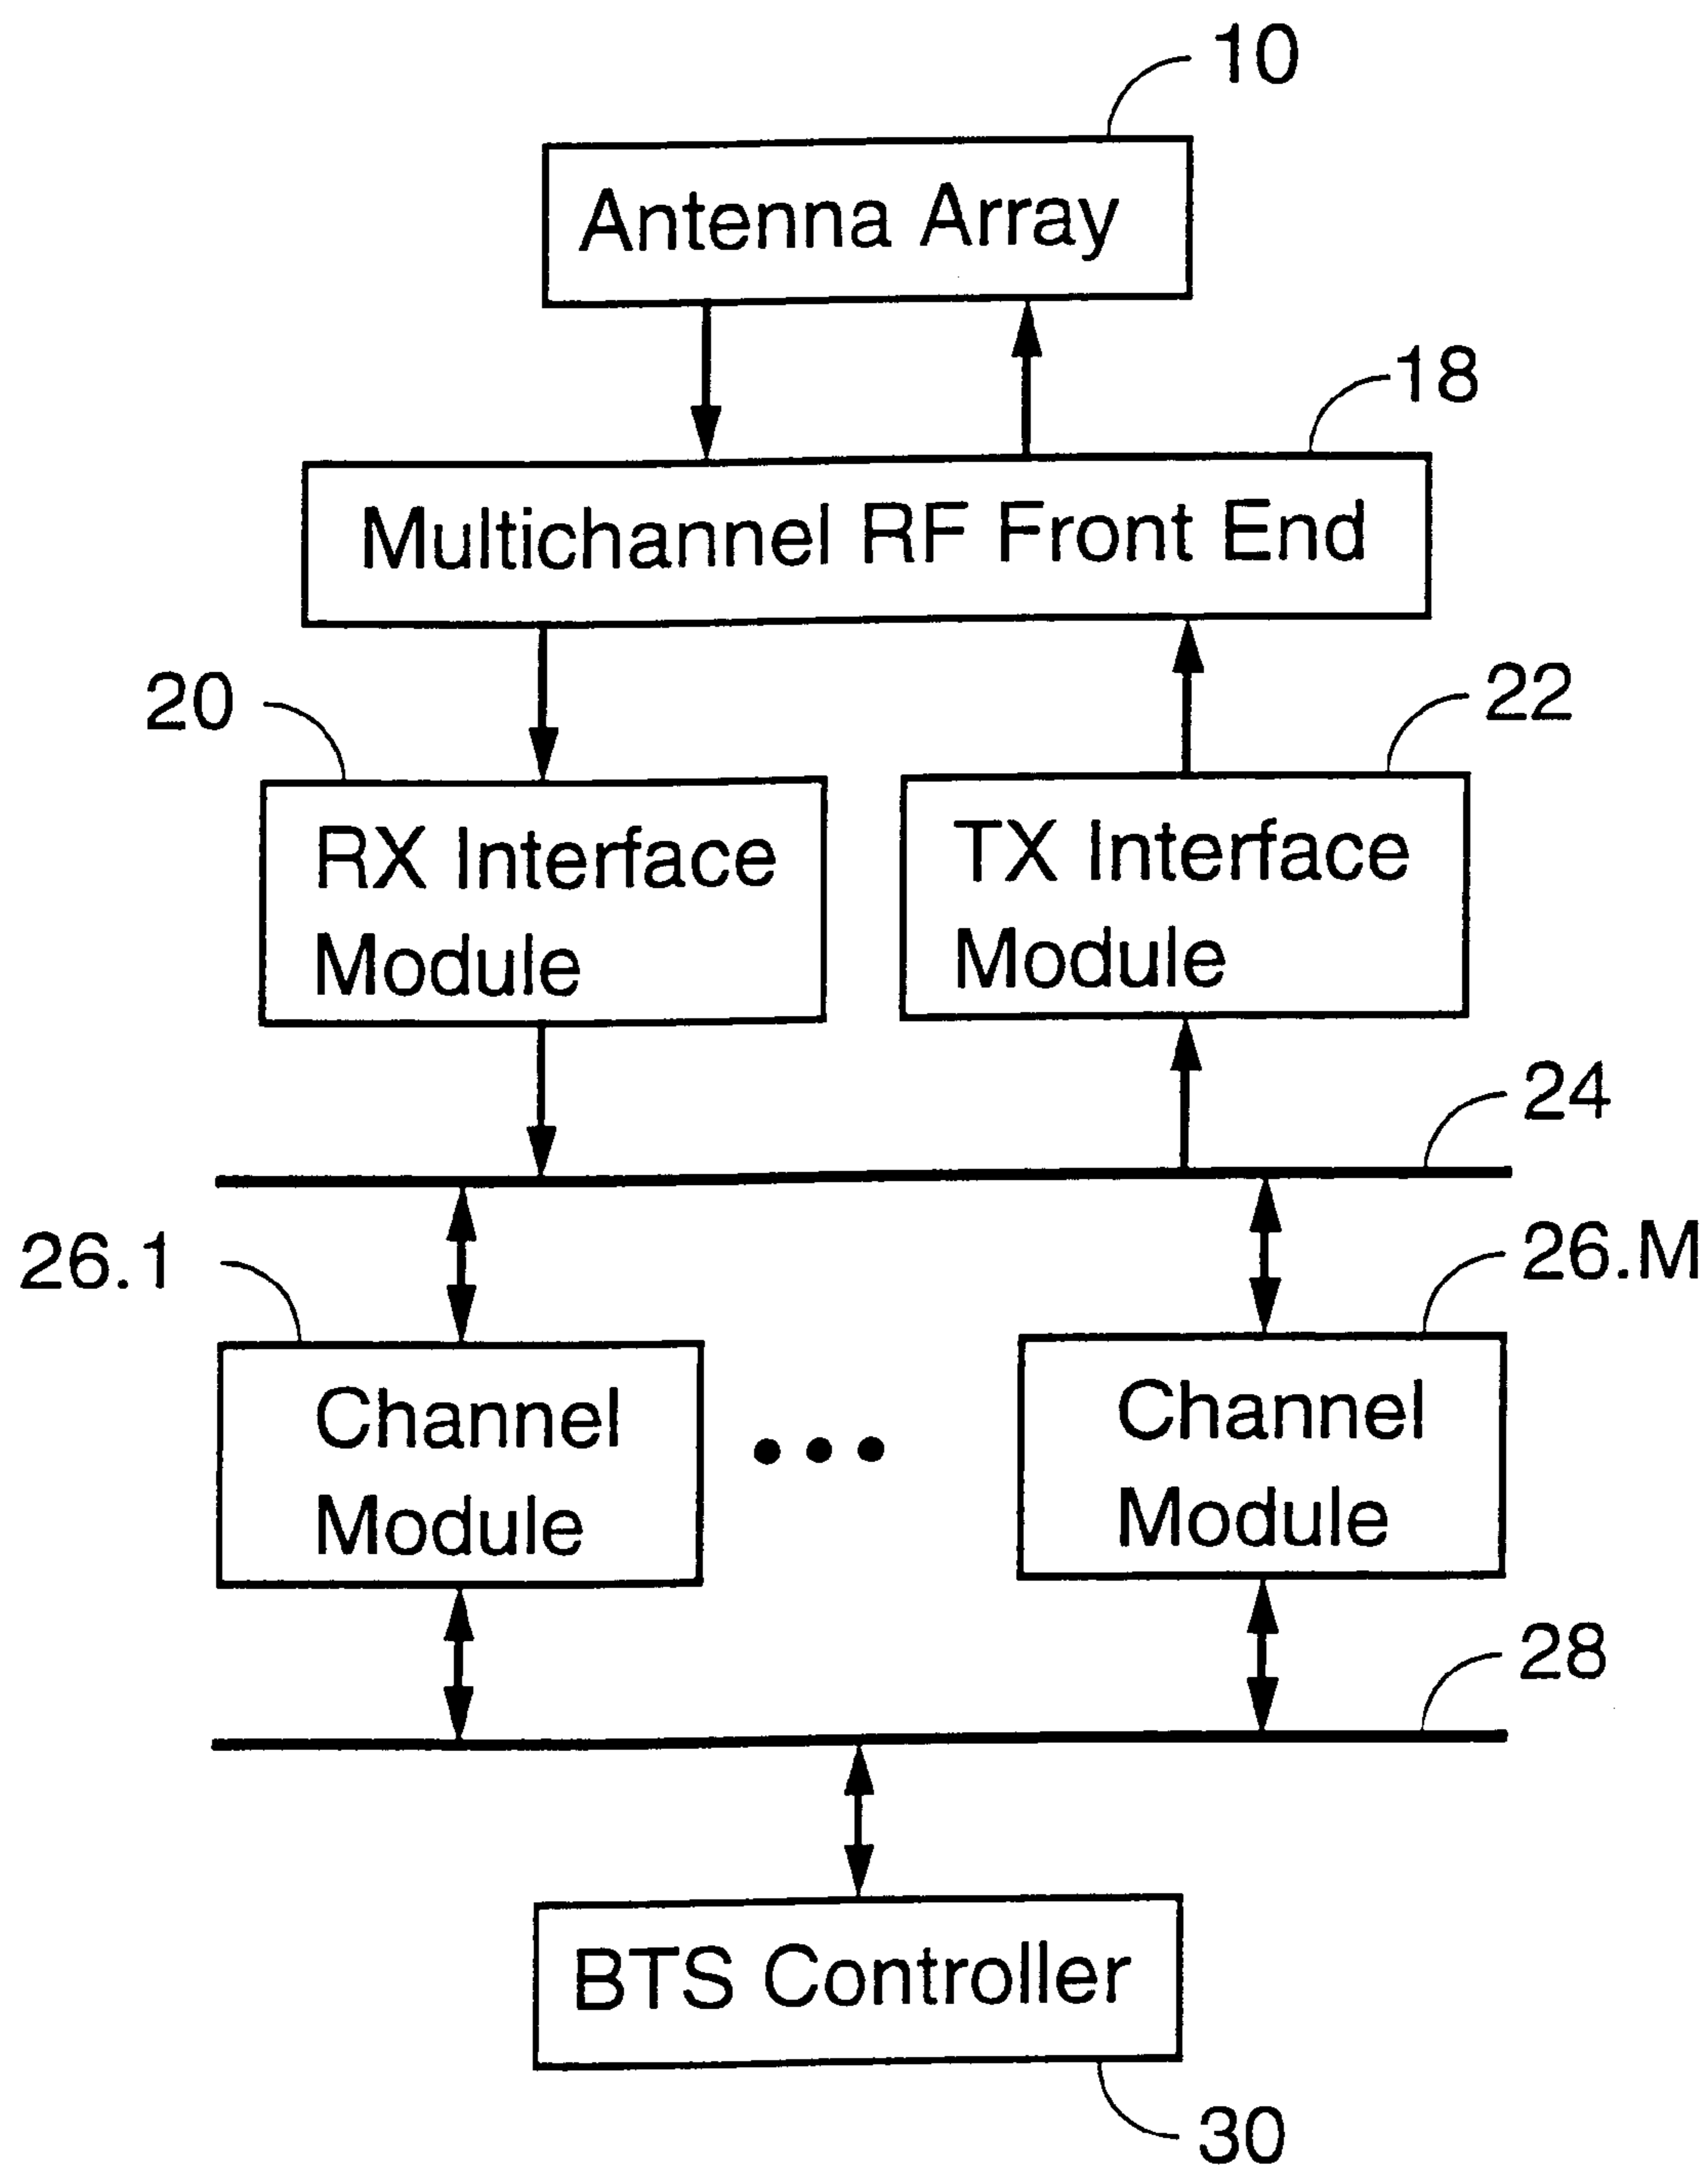 10
Antenna Array
18
Multichannel RF Front End
20
22
RX Interface
Module
TX Interface
Module
24
26.1
26.M
Channel
Module
Channel
Module
28
BTS Controller
30